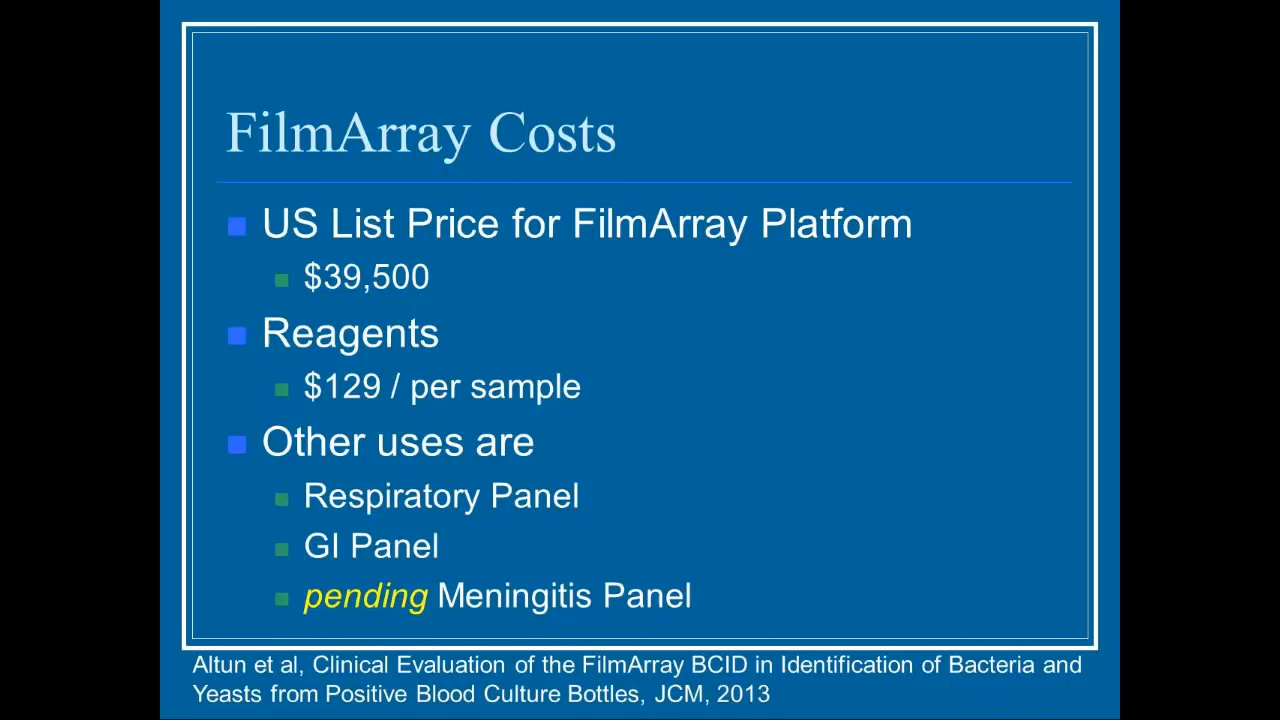 FilmArray Costs
US List Price for FilmArray Platform
$39,500
Reagents
$129 / per sample
Other uses are
Respiratory Panel
GI Panel
pending Meningitis Panel
Altun et al, Clinical Evaluation of the FilmArray BCID in Identification of Bacteria and
Yeasts from Positive Blood Culture Bottles, JCM, 2013